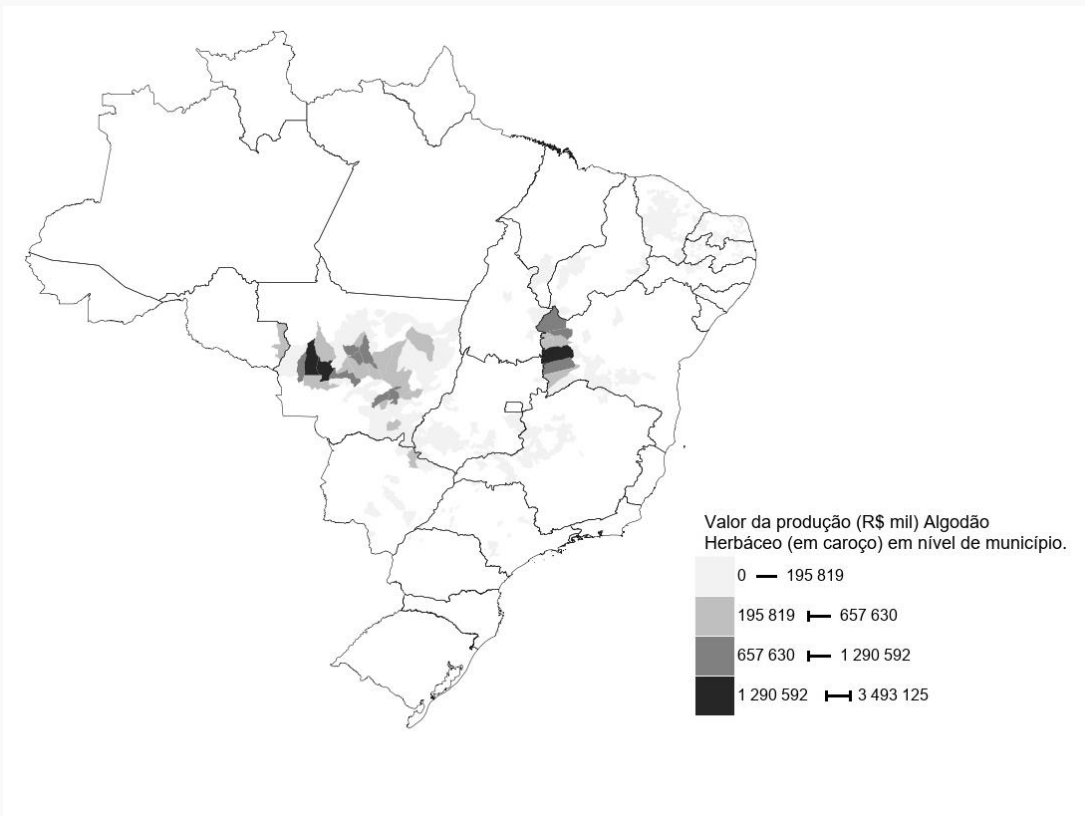 Valor da produção (R$ mil) Algodão
Herbáceo (em caroço) em nível de município.
0 — 195 819
195 819 ⊢ 657 630
657 630 ⊢ 1 290 592
1 290 592 ⊢⊣ 3 493 125